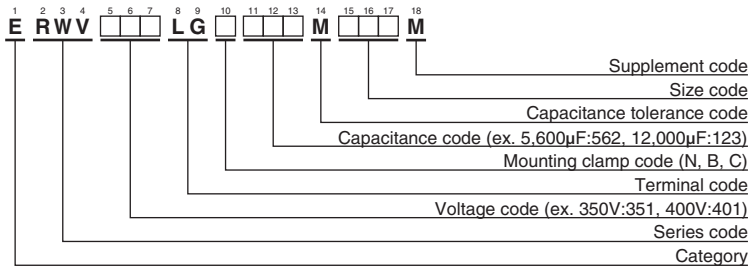 1 2 3 4 5 6 7 8 9 10 11 12 13 14 15 16 17 18
E RWV □□□ LG □ □□□ M □□□ M
Supplement code
Size code
Capacitance tolerance code
Capacitance code (ex. 5,600μF:562, 12,000μF:123)
Mounting clamp code (N, B, C)
Terminal code
Voltage code (ex. 350V:351, 400V:401)
Series code
Category